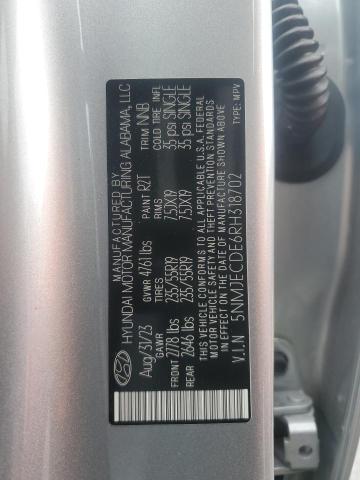 MANUFACTURED BY
HYUNDAI MOTOR MANUFACTURING ALABAMA, LLC
Aug/31/23 GVWR 4761 lbs PAINT R2T TRIM NNB
GAWR TIRES RIMS COLD TIRE INFL
FRONT 2778 lbs 235/55R19 7.5JX19 35 psi SINGLE
REAR 2646 lbs 235/55R19 7.5JX19 35 psi SINGLE
THIS VEHICLE CONFORMS TO ALL APPLICABLE U.S.A. FEDERAL
MOTOR VEHICLE SAFETY AND THEFT PREVENTION STANDARDS
IN EFFECT ON THE DATE OF MANUFACTURE SHOWN ABOVE
V.I.N 5NMJECDE6RH318702 TYPE: MPV